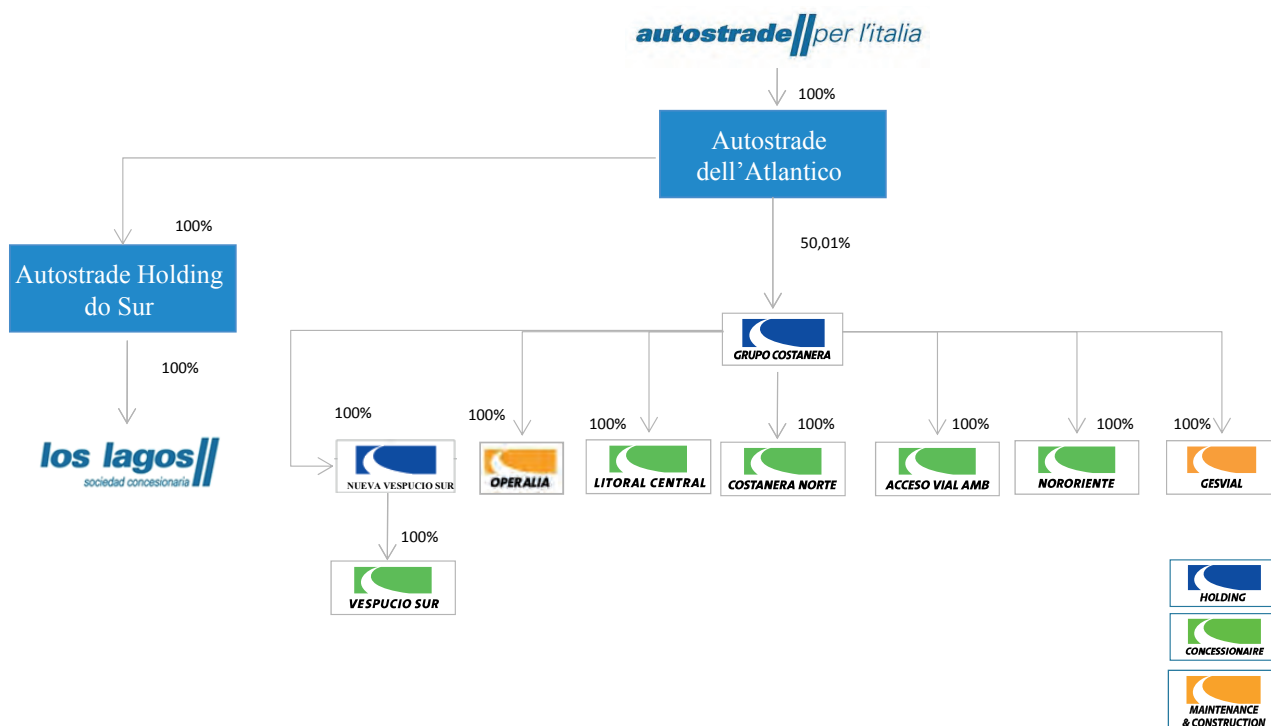 autostrade//per l'italia
100%
Autostrade
dell'Atlantico
100%
50,01%
Autostrade Holding
do Sur
GRUPO COSTANERA
100%
los lagos//
sociedad concesionaria
100%
100%
100%
100%
100%
100%
100%
NUEVA VESPUCIO SUR
OPERALIA
LITORAL CENTRAL
COSTANERA NORTE
ACCESO VIAL AMB
NORORIENTE
GESVIAL
100%
VESPUCIO SUR
HOLDING
CONCESSIONAIRE
MAINTENANCE
& CONSTRUCTION